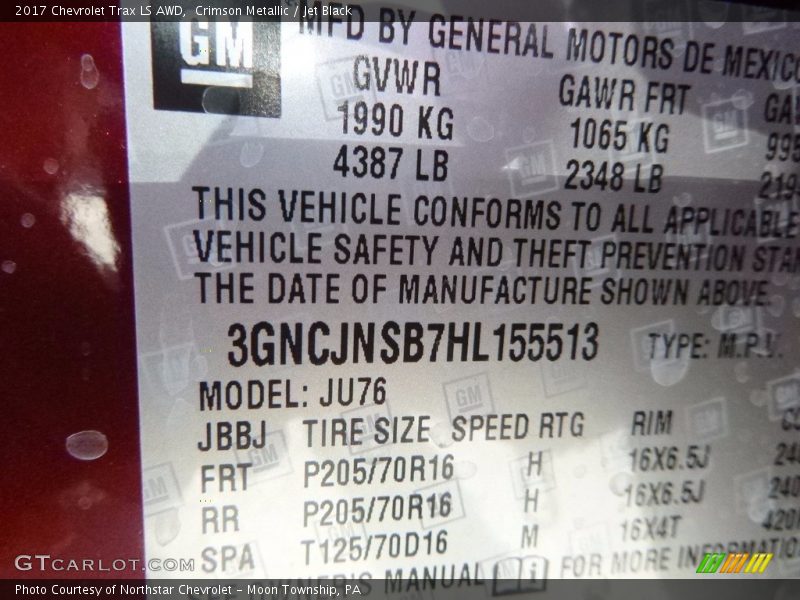 2017 Chevrolet Trax LS AWD,  Crimson Metallic / Jet Black
GM
MFD BY GENERAL MOTORS DE MEXICO
GVWR GAWR FRT
1990 KG 1065 KG 995
4387 LB 2348 LB
THIS VEHICLE CONFORMS TO ALL APPLICABLE
VEHICLE SAFETY AND THEFT PREVENTION
THE DATE OF MANUFACTURE SHOWN ABOVE.
3GNCJNSB7HL155513 TYPE: M.P.V.
MODEL: JU76
JBBJ TIRE SIZE SPEED RTG RIM
FRT P205/70R16 H 16X6.5J
RR P205/70R16 H 16X6.5J
SPA T125/70D16 M 16X4T
MANUAL i FOR MORE INFORMATION
GTCARLOT.COM
Photo Courtesy of Northstar Chevrolet – Moon Township, PA